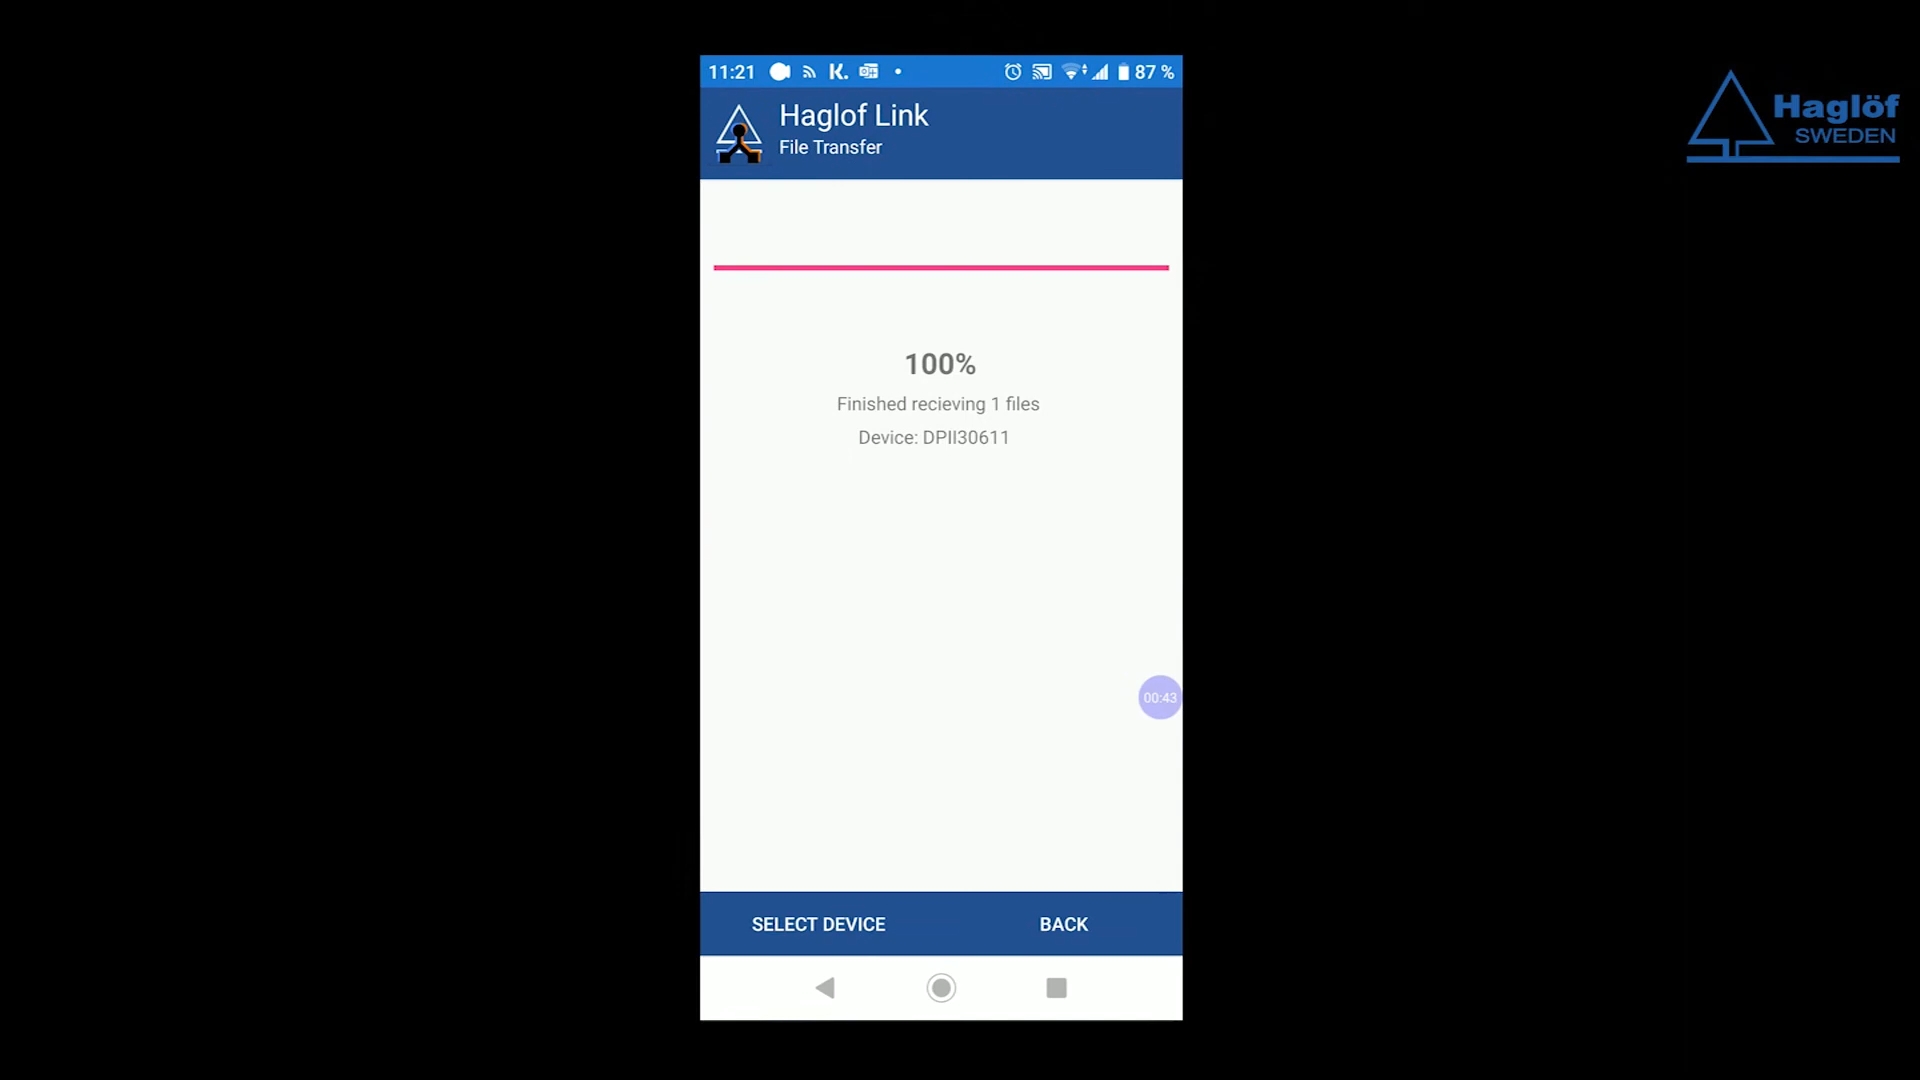 11:21 K. 87 %
Haglof Link
File Transfer
Haglöf
SWEDEN
100%
Finished recieving 1 files
Device: DPII30611
00:43
SELECT DEVICE BACK